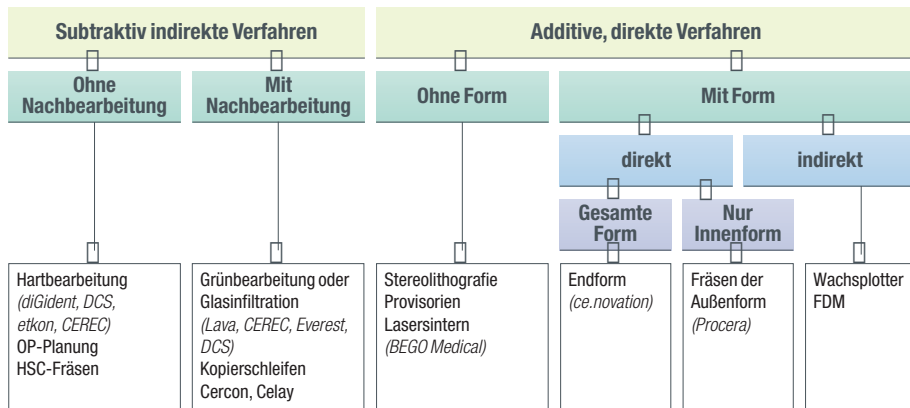 Subtraktiv indirekte Verfahren
Additive, direkte Verfahren
Ohne
Nachbearbeitung
Mit
Nachbearbeitung
Ohne Form
Mit Form
direkt
indirekt
Gesamte
Form
Nur
Innenform
Hartbearbeitung
(diGident, DCS,
etkon, CEREC)
OP-Planung
HSC-Fräsen
Grünbearbeitung oder
Glasinfiltration
(Lava, CEREC, Everest,
DCS)
Kopierschleifen
Cercon, Celay
Stereolithografie
Provisorien
Lasersintern
(BEGO Medical)
Endform
(ce.novation)
Fräsen der
Außenform
(Procera)
Wachsplotter
FDM